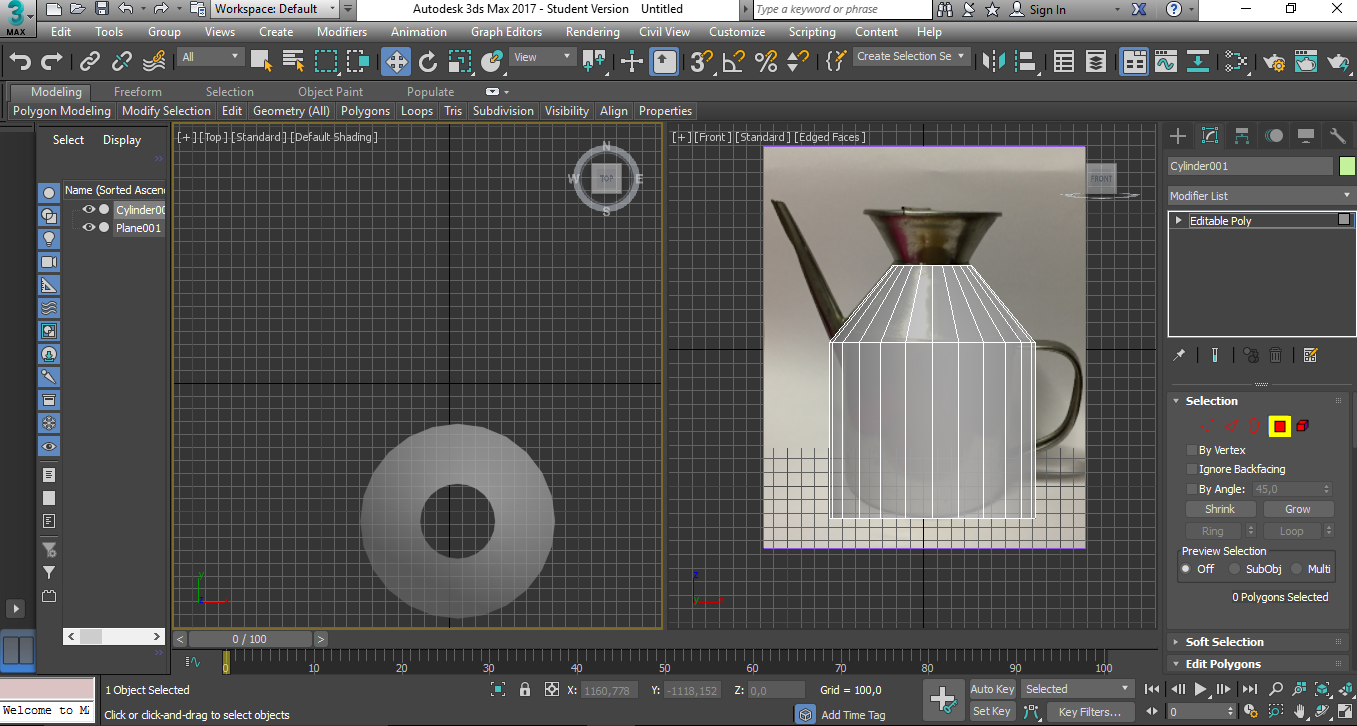 3
MAX
Workspace: Default
Autodesk 3ds Max 2017 - Student Version Untitled
Type a keyword or phrase
Sign In
Edit Tools Group Views Create Modifiers Animation Graph Editors Rendering Civil View Customize Scripting Content Help
All
View
3
Create Selection Se
Modeling Freeform Selection Object Paint Populate
Polygon Modeling Modify Selection Edit Geometry (All) Polygons Loops Tris Subdivision Visibility Align Properties
Select Display
[+] [Top] [Standard] [Default Shading]
[+] [Front] [Standard] [Edged Faces]
N
W TOP E
S
FRONT
Cylinder001
Modifier List
Name (Sorted Ascen
Cylinder00
Plane001
Editable Poly
Selection
By Vertex
Ignore Backfacing
By Angle: 45,0
Shrink Grow
Ring Loop
Preview Selection
Off SubObj Multi
0 Polygons Selected
Soft Selection
Edit Polygons
y
x
z
y
x
0 / 100
0 10 20 30 40 50 60 70 80 90 100
1 Object Selected
X: 1160,778 Y: -1118,152 Z: 0,0 Grid = 100,0
Auto Key Selected
Welcome to M
Click or click-and-drag to select objects
Add Time Tag
Set Key Key Filters...
0